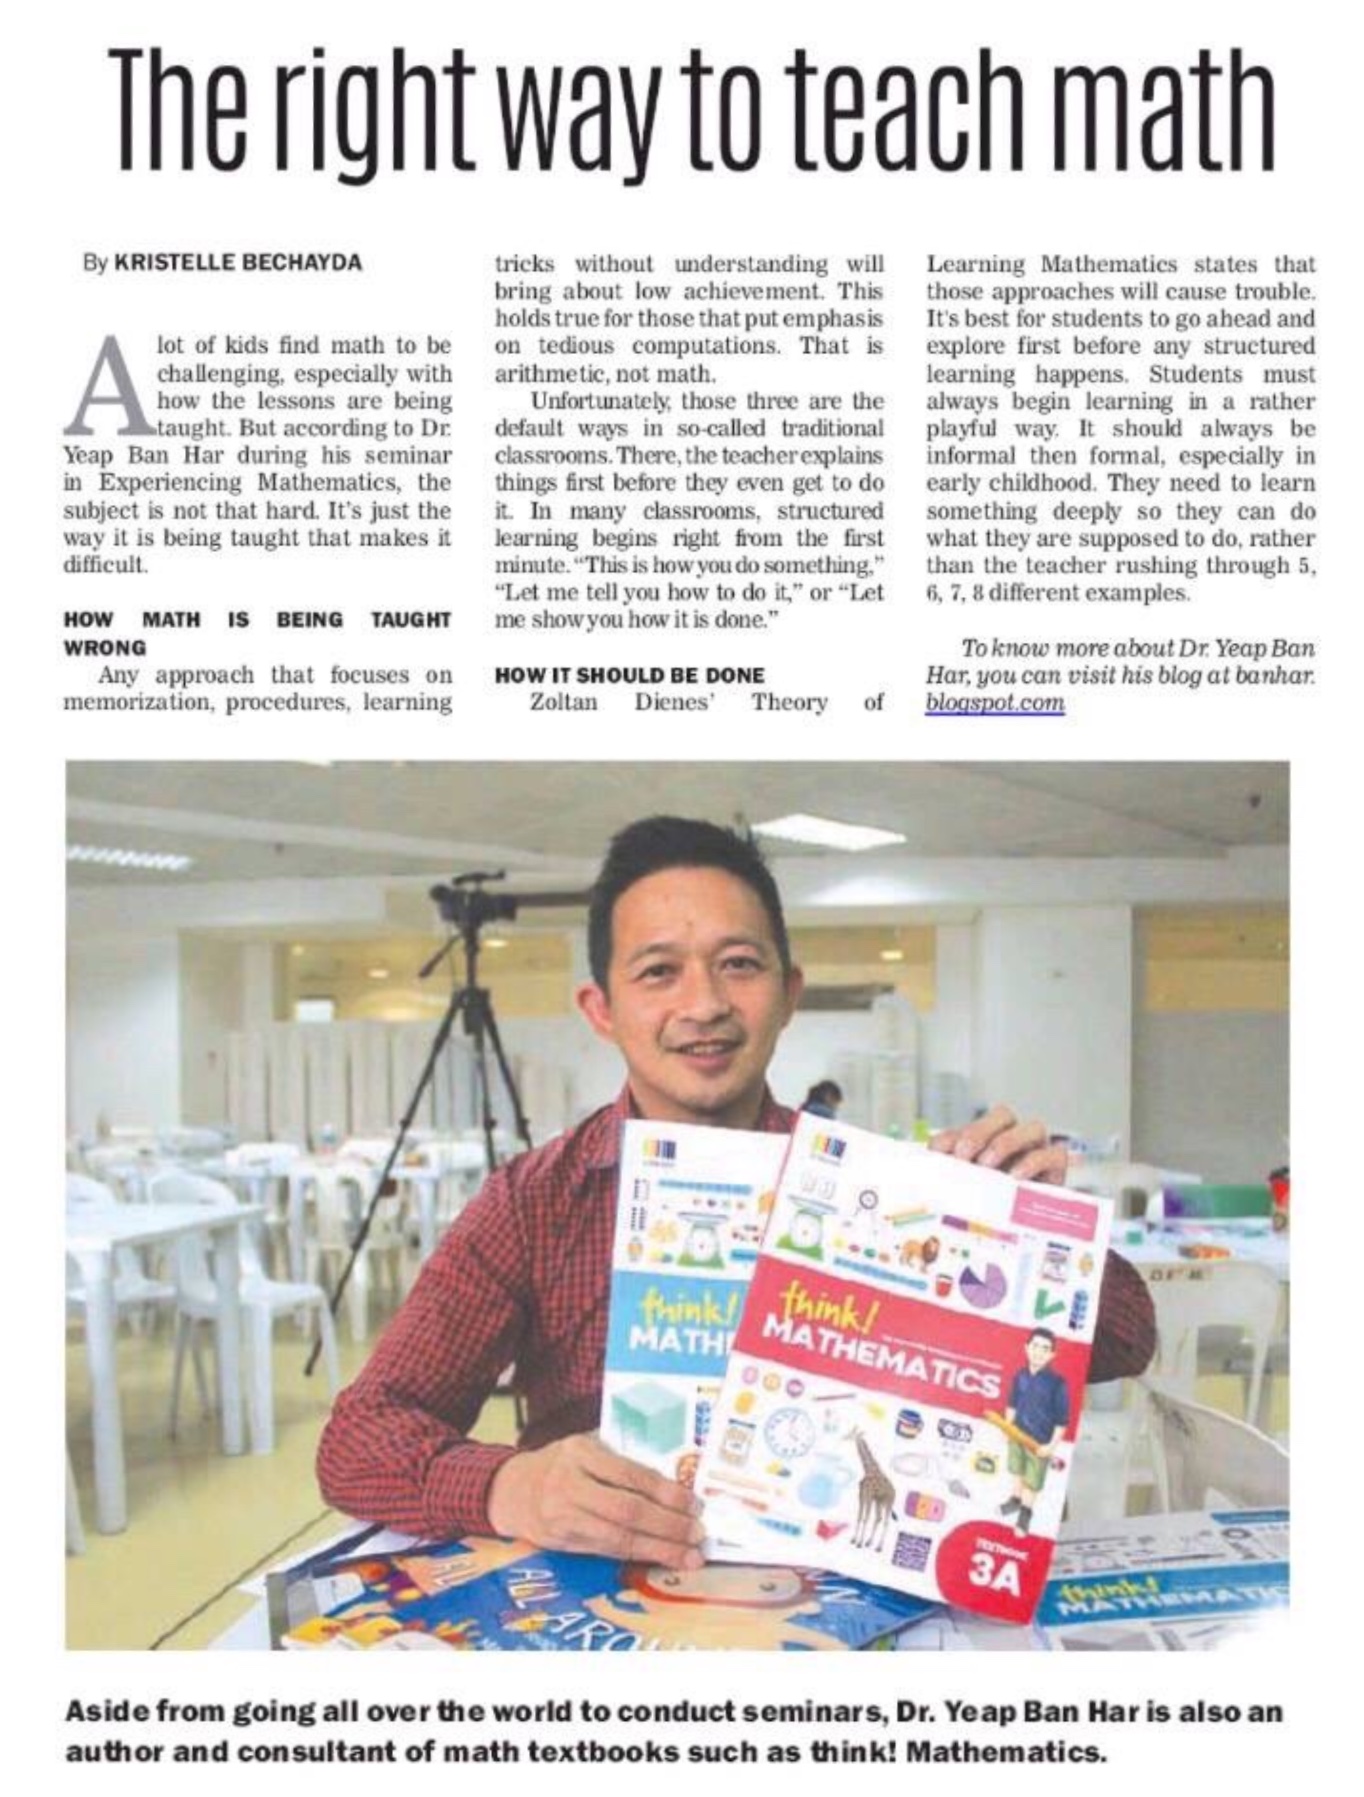 The right way to teach math
By KRISTELLE BECHAYDA
A lot of kids find math to be
challenging, especially with
how the lessons are being
taught. But according to Dr.
Yeap Ban Har during his seminar
in Experiencing Mathematics, the
subject is not that hard. It's just the
way it is being taught that makes it
difficult.
HOW MATH IS BEING TAUGHT
WRONG
Any approach that focuses on
memorization, procedures, learning
tricks without understanding will
bring about low achievement. This
holds true for those that put emphasis
on tedious computations. That is
arithmetic, not math.
Unfortunately, those three are the
default ways in so-called traditional
classrooms. There, the teacher explains
things first before they even get to do
it. In many classrooms, structured
learning begins right from the first
minute. “This is how you do something,”
“Let me tell you how to do it,” or “Let
me show you how it is done.”
HOW IT SHOULD BE DONE
Zoltan Dienes’ Theory of
Learning Mathematics states that
those approaches will cause trouble.
It's best for students to go ahead and
explore first before any structured
learning happens. Students must
always begin learning in a rather
playful way. It should always be
informal then formal, especially in
early childhood. They need to learn
something deeply so they can do
what they are supposed to do, rather
than the teacher rushing through 5,
6, 7, 8 different examples.
To know more about Dr. Yeap Ban
Har, you can visit his blog at banhar.
blogspot.com
think!
MATH
think!
MATHEMATICS
TEXTBOOK
3A
think!
MATHEMATIC
ALL AROUN
Aside from going all over the world to conduct seminars, Dr. Yeap Ban Har is also an
author and consultant of math textbooks such as think! Mathematics.